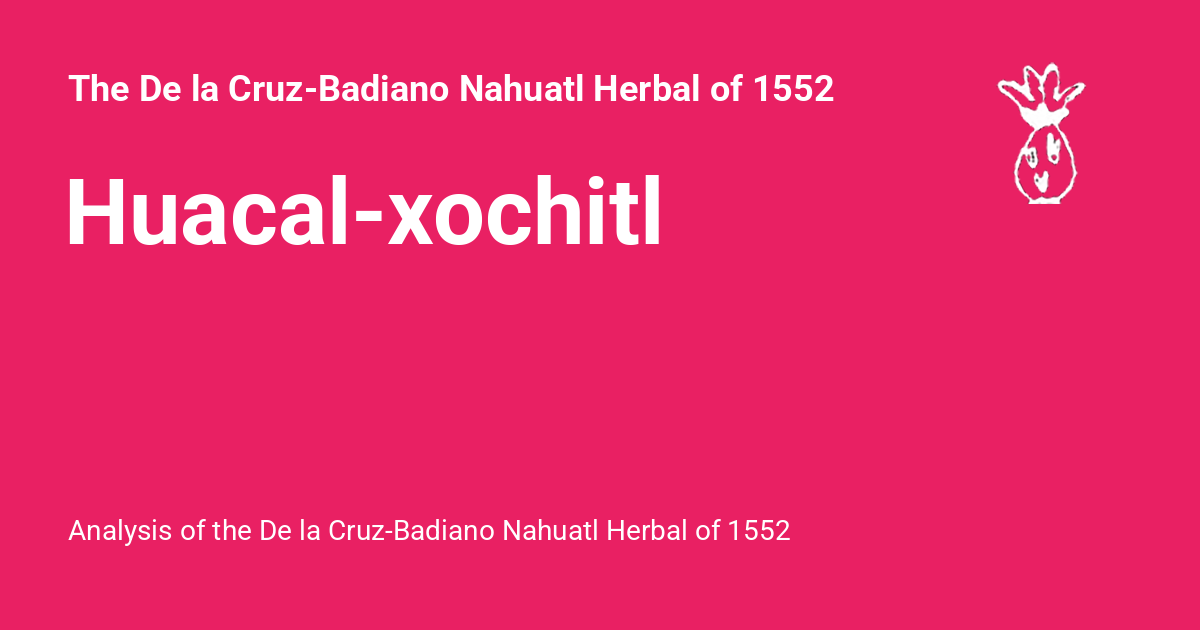 The De la Cruz-Badiano Nahuatl Herbal of 1552
Huacal-xochitl
Analysis of the De la Cruz-Badiano Nahuatl Herbal of 1552